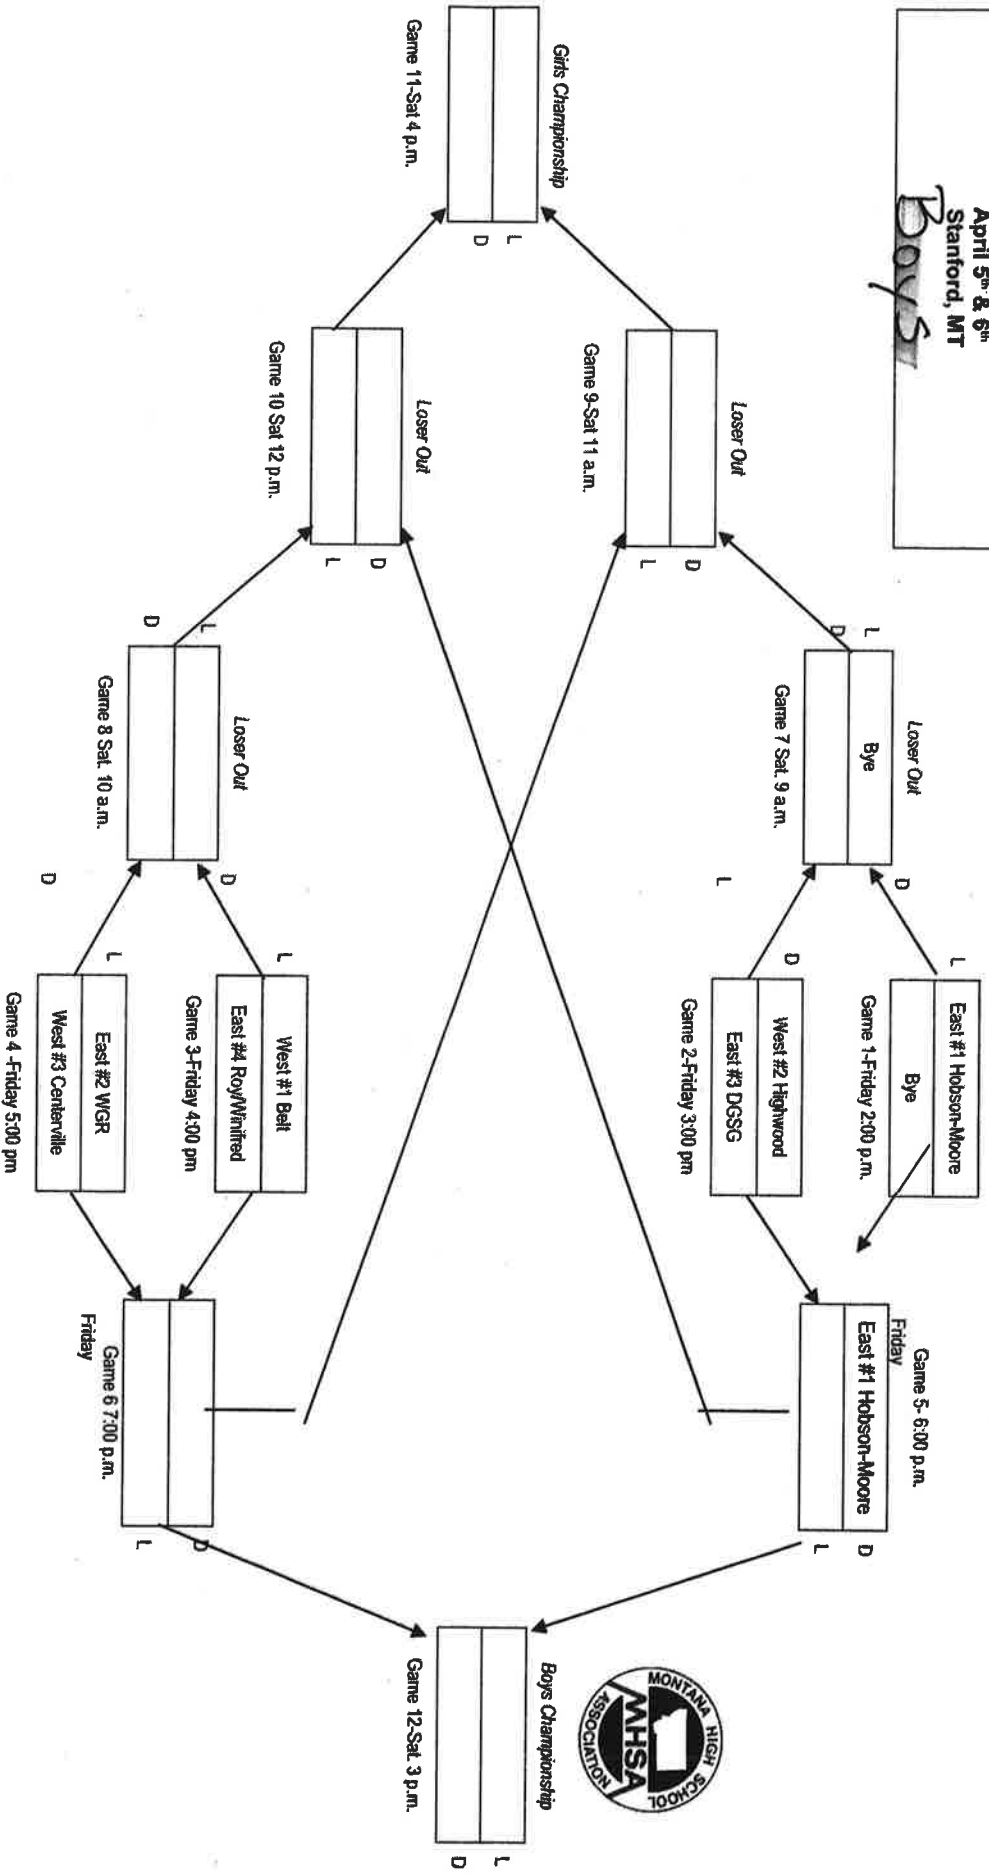 April 5th & 6th
Stanford, MT
Boys
Girls Championship
L
D
Game 11-Sat 4 p.m.
Loser Out
D
L
Game 9-Sat 11 a.m.
Loser Out
D
L
Game 10 Sat 12 p.m.
Loser Out
L
Bye
D
Game 7 Sat. 9 a.m.
Loser Out
L
D
Game 8 Sat. 10 a.m.
L
East #1 Hobson-Moore
D
Bye
Game 1-Friday 2:00 p.m.
D
West #2 Highwood
L
East #3 DGSG
Game 2-Friday 3:00 pm
L
West #1 Belt
D
East #4 Roy/Winifred
Game 3-Friday 4:00 pm
L
East #2 WGR
D
West #3 Centerville
Game 4 -Friday 5:00 pm
Game 5- 6:00 p.m.
Friday
East #1 Hobson-Moore
D
L
D
L
Game 6 7:00 p.m.
Friday
Boys Championship
L
D
Game 12-Sat. 3 p.m.
MONTANA HIGH SCHOOL
MHSA
ASSOCIATION